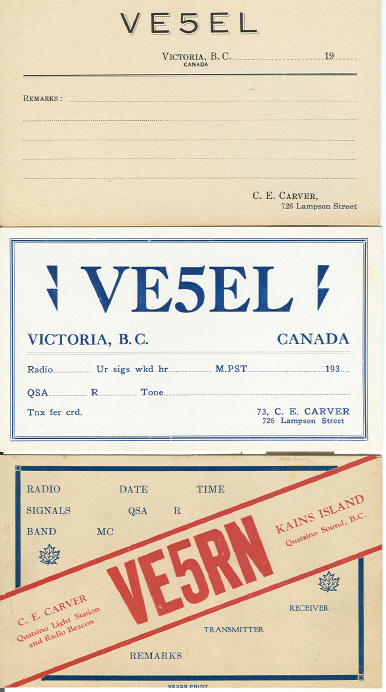 VE5EL
Victoria, B. C. 19
CANADA
Remarks:
C. E. Carver,
726 Lampson Street
VE5EL
VICTORIA, B. C. CANADA
Radio Ur sigs wkd hr M.PST 193
QSA R Tone
Tnx fer crd. 73, C. E. CARVER
726 Lampson Street
RADIO DATE TIME
SIGNALS QSA R
BAND MC
KAINS ISLAND
Quatsino Sound, B.C.
VE5RN
C. E. CARVER
Quatsino Light Station
and Radio Beacon
RECEIVER
TRANSMITTER
REMARKS
VE3QS PRINT